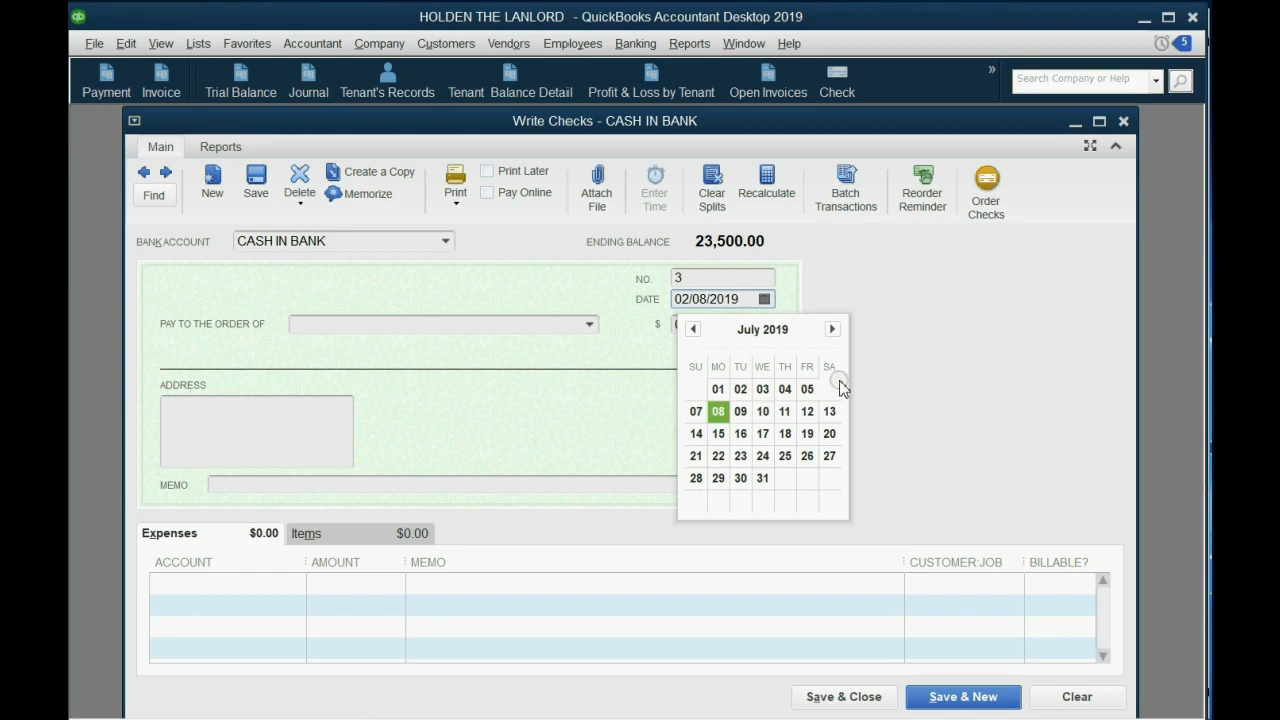 HOLDEN THE LANLORD - QuickBooks Accountant Desktop 2019
File Edit View Lists Favorites Accountant Company Customers Vendors Employees Banking Reports Window Help 5
Payment Invoice Trial Balance Journal Tenant's Records Tenant Balance Detail Profit & Loss by Tenant Open Invoices Check » Search Company or Help
Write Checks - CASH IN BANK
Main Reports
Find New Save Delete Create a Copy Memorize Print Print Later Pay Online Attach File Enter Time Clear Splits Recalculate Batch Transactions Reorder Reminder Order Checks
BANK ACCOUNT CASH IN BANK ENDING BALANCE 23,500.00
NO. 3
DATE 02/08/2019
PAY TO THE ORDER OF $
July 2019
SU MO TU WE TH FR SA
ADDRESS
01 02 03 04 05
07 08 09 10 11 12 13
14 15 16 17 18 19 20
21 22 23 24 25 26 27
28 29 30 31
MEMO
Expenses $0.00 Items $0.00
ACCOUNT AMOUNT MEMO CUSTOMER:JOB BILLABLE?
Save & Close Save & New Clear